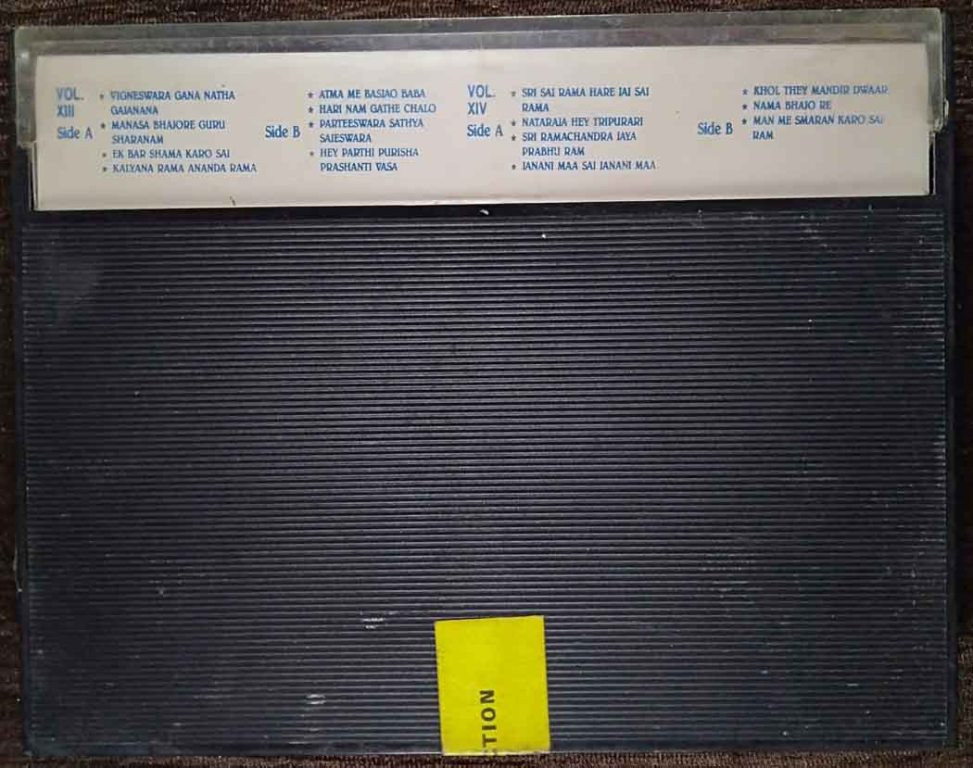 VOL. XIII
Side A
* VIGNESWARA GANA NATHA
GAJANANA
* MANASA BHAJORE GURU
SHARANAM
* EK BAR SHAMA KARO SAI
* KALYANA RAMA ANANDA RAMA
Side B
* ATMA ME BASJAO BABA
* HARI NAM GATHE CHALO
* PARTEESWARA SATHYA
SAIESWARA
* HEY PARTHI PURISHA
PRASHANTI VASA
VOL. XIV
Side A
* SRI SAI RAMA HARE JAI SAI
RAMA
* NATARAJA HEY TRIPURARI
* SRI RAMACHANDRA JAYA
PRABHU RAM
* JANANI MAA SAI JANANI MAA
Side B
* KHOL THEY MANDIR DWAAR
* NAMA BHAJO RE
* MAN ME SMARAN KARO SAI
RAM
CTION